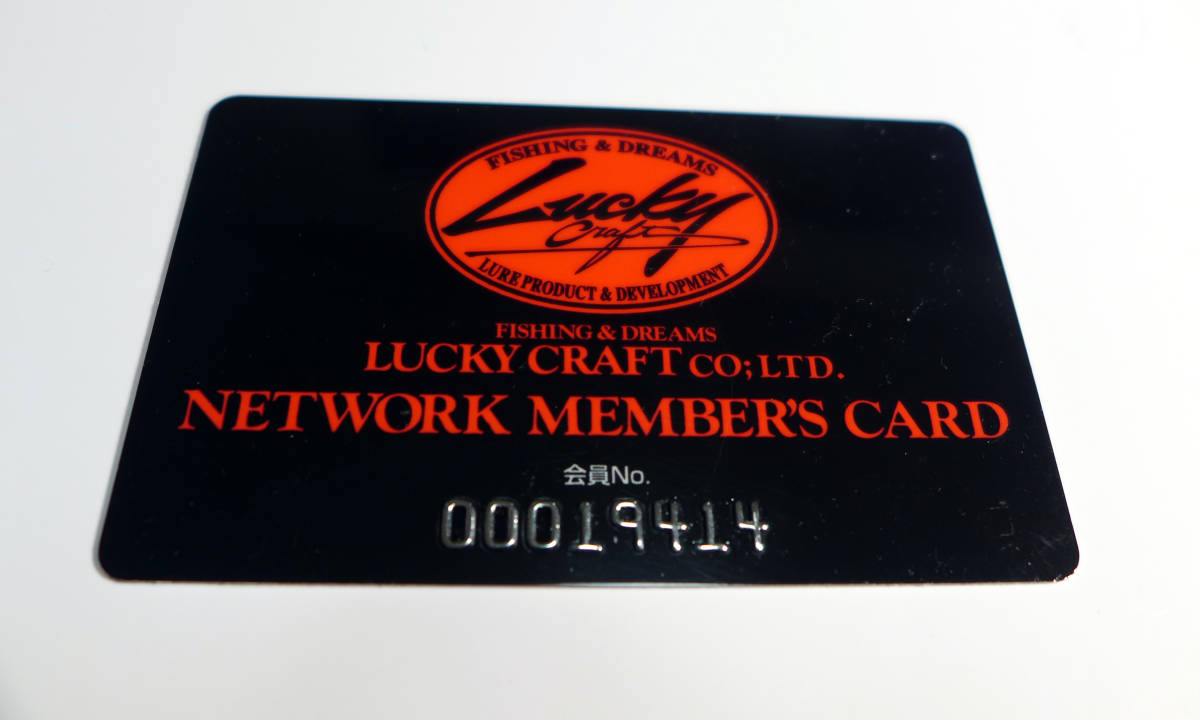 FISHING & DREAMS
Lucky
Craft
LURE PRODUCT & DEVELOPMENT
FISHING & DREAMS
LUCKY CRAFT CO;LTD.
NETWORK MEMBER'S CARD
会員No.
00019414